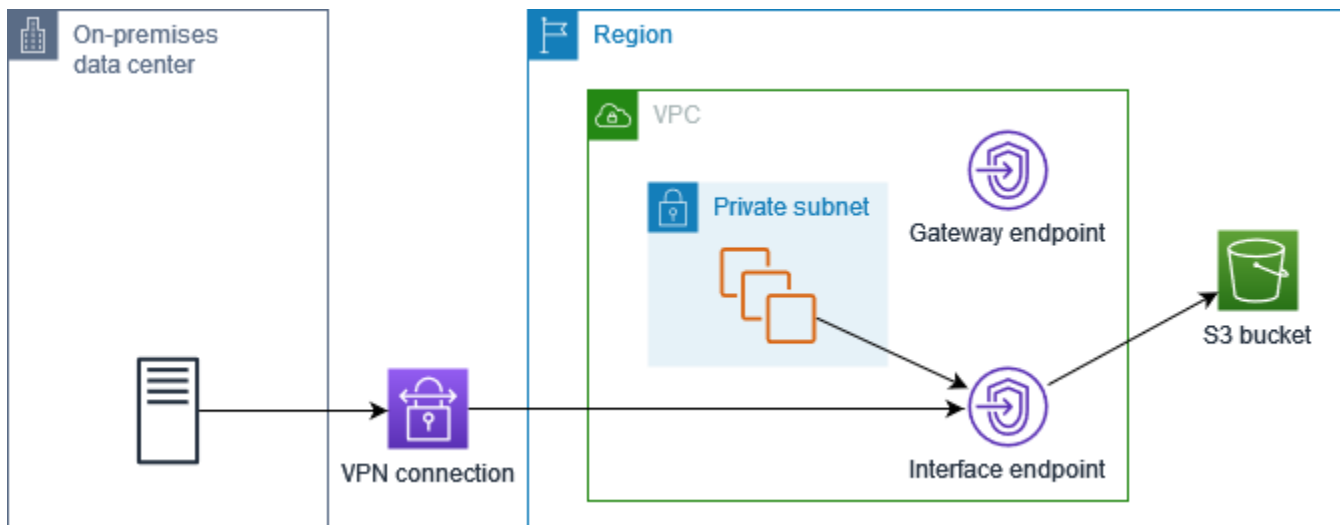 On-premises
data center
Region
VPC
Private subnet
Gateway endpoint
S3 bucket
VPN connection
Interface endpoint